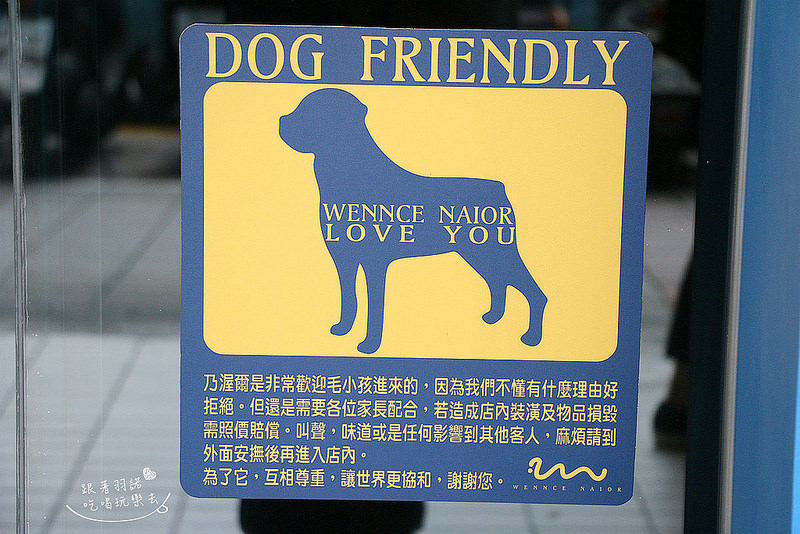 DOG FRIENDLY
WENNCE NAIOR
LOVE YOU
乃渥爾是非常歡迎毛小孩進來的，因為我們不懂有什麼理由好
拒絕。但還是需要各位家長配合，若造成店內裝潢及物品損毀
需照價賠償。叫聲，味道或是任何影響到其他客人，麻煩請到
外面安撫後再進入店內。
為了它，互相尊重，讓世界更協和，謝謝您。
WENNCE NAIOR
跟著羽諾
吃喝玩樂去